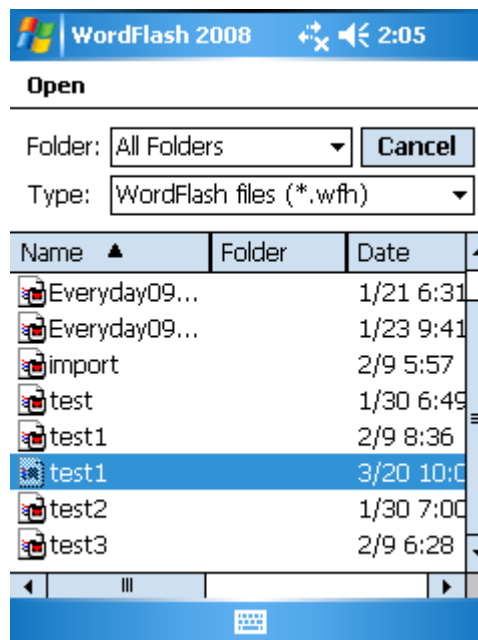 WordFlash 2008 2:05
Open
Folder: All Folders Cancel
Type: WordFlash files (*.wfh)
Name Folder Date
Everyday09... 1/21 6:31
Everyday09... 1/23 9:41
import 2/9 5:57
test 1/30 6:49
test1 2/9 8:36
test1 3/20 10:0
test2 1/30 7:00
test3 2/9 6:28